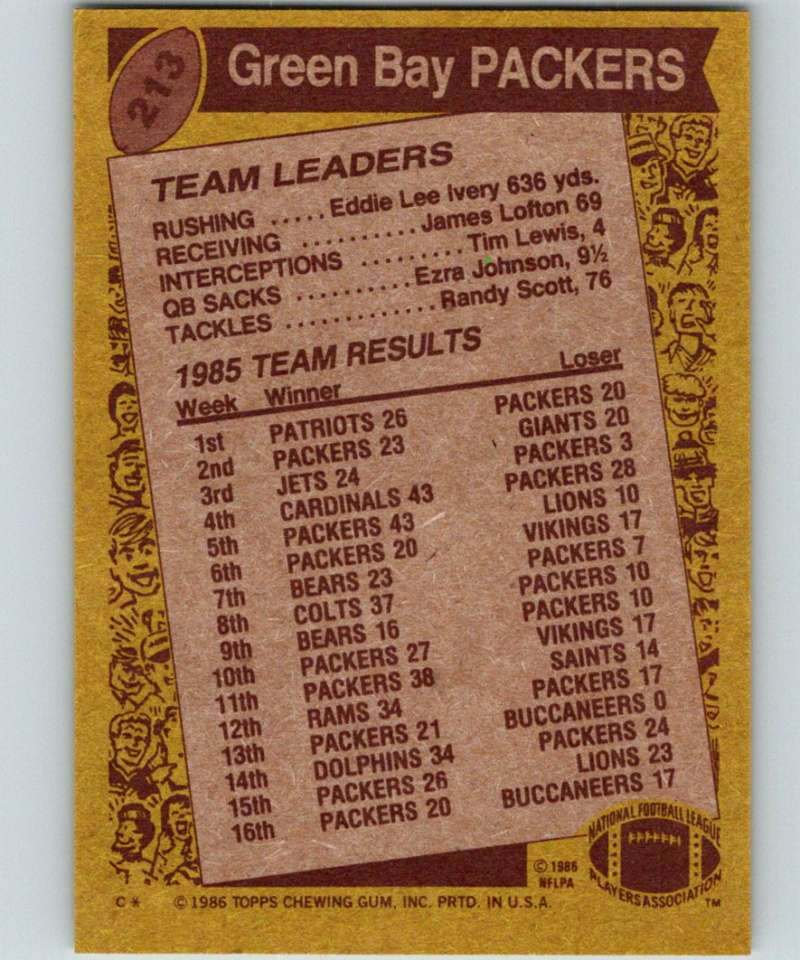 213
Green Bay PACKERS
TEAM LEADERS
RUSHING ..... Eddie Lee Ivery 636 yds.
RECEIVING .......... James Lofton 69
INTERCEPTIONS ......... Tim Lewis, 4
QB SACKS .......... Ezra Johnson, 9½
TACKLES ............. Randy Scott, 76
1985 TEAM RESULTS
Week Winner Loser
1st PATRIOTS 26 PACKERS 20
2nd PACKERS 23 GIANTS 20
3rd JETS 24 PACKERS 3
4th CARDINALS 43 PACKERS 28
5th PACKERS 43 LIONS 10
6th PACKERS 20 VIKINGS 17
7th BEARS 23 PACKERS 7
8th COLTS 37 PACKERS 10
9th BEARS 16 PACKERS 10
10th PACKERS 27 VIKINGS 17
11th PACKERS 38 SAINTS 14
12th RAMS 34 PACKERS 17
13th PACKERS 21 BUCCANEERS 0
14th DOLPHINS 34 PACKERS 24
15th PACKERS 26 LIONS 23
16th PACKERS 20 BUCCANEERS 17
NATIONAL FOOTBALL LEAGUE
PLAYERS ASSOCIATION
TM
© 1986
NFLPA
C * © 1986 TOPPS CHEWING GUM, INC. PRTD. IN U.S.A.